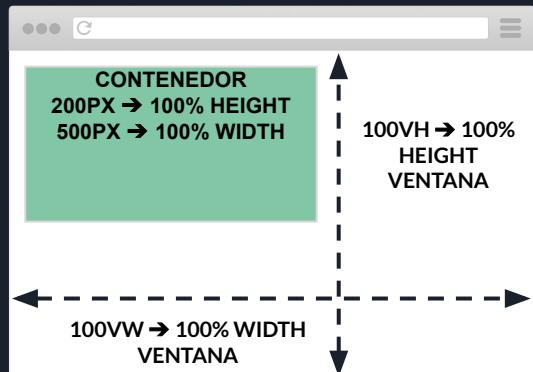 CONTENEDOR
200PX ➔ 100% HEIGHT
500PX ➔ 100% WIDTH
100VH ➔ 100%
HEIGHT
VENTANA
100VW ➔ 100% WIDTH
VENTANA